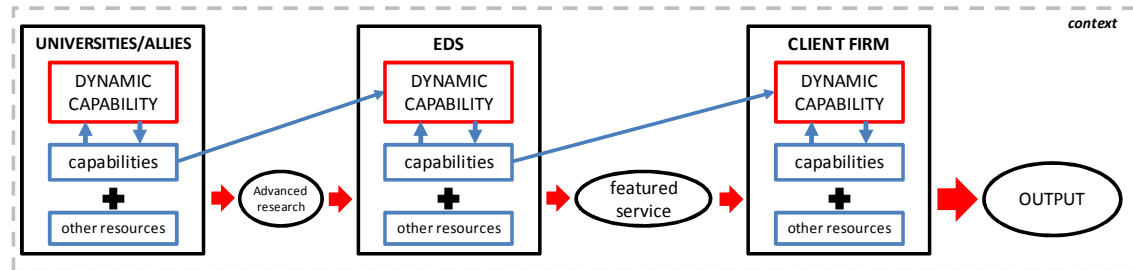 context
UNIVERSITIES/ALLIES
DYNAMIC
CAPABILITY
capabilities
other resources
Advanced
research
EDS
DYNAMIC
CAPABILITY
capabilities
other resources
featured
service
CLIENT FIRM
DYNAMIC
CAPABILITY
capabilities
other resources
OUTPUT